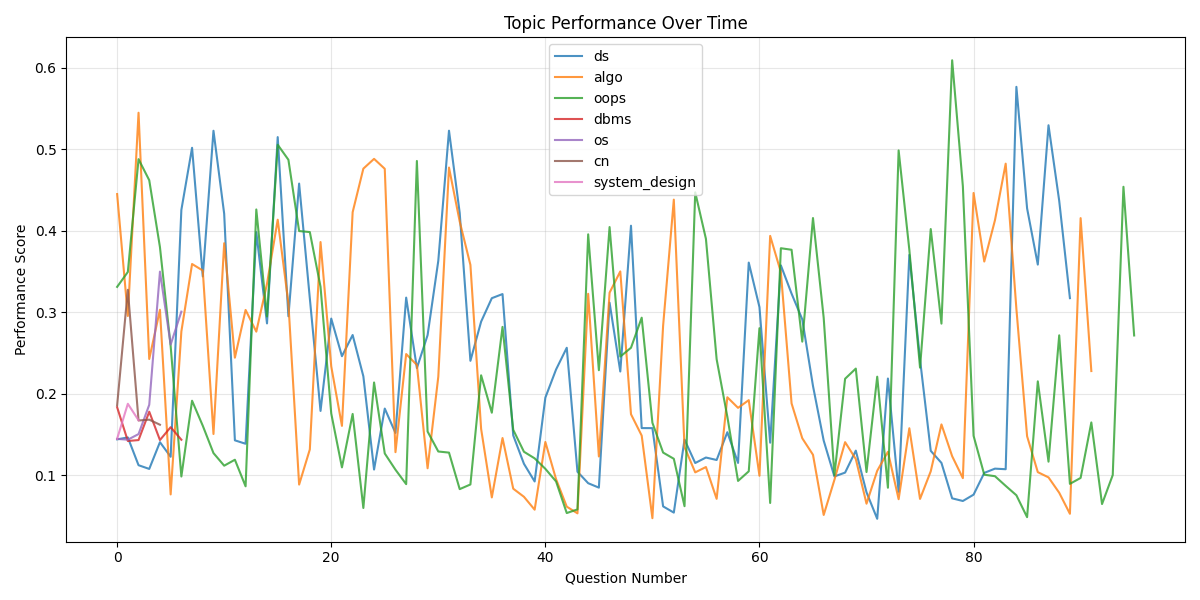 Topic Performance Over Time
Performance Score
0.6
0.5
0.4
0.3
0.2
0.1
ds
algo
oops
dbms
os
cn
system_design
0 20 40 60 80
Question Number